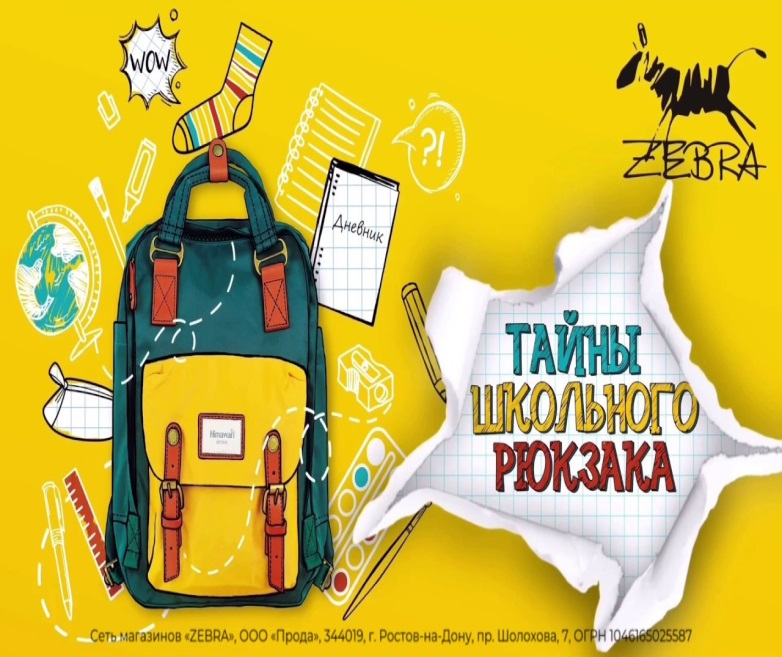 WOW
ZEBRA
?!
Дневник
ТАЙНЫ
ШКОЛЬНОГО
РЮКЗАКА
Himawari
Сеть магазинов «ZEBRA», ООО «Прода», 344019, г. Ростов-на-Дону, пр. Шолохова, 7, ОГРН 1046165025587